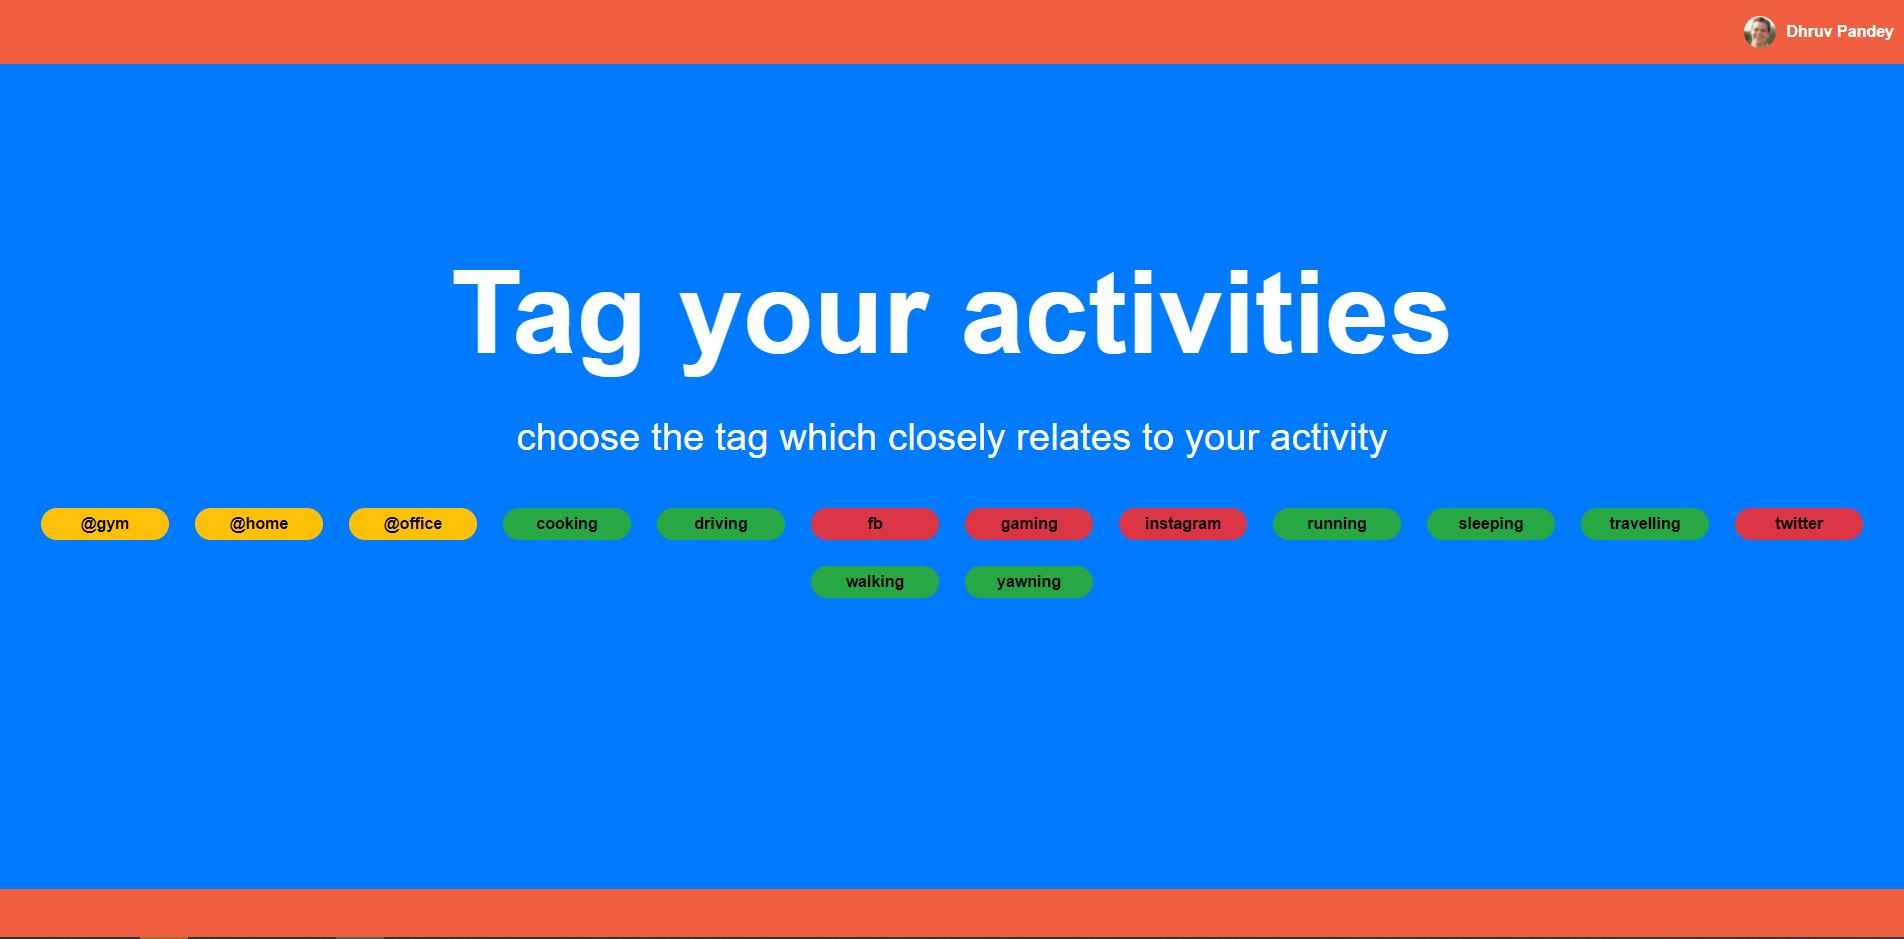 Dhruv Pandey
Tag your activities
choose the tag which closely relates to your activity
@gym @home @office cooking driving fb gaming instagram running sleeping travelling twitter
walking yawning